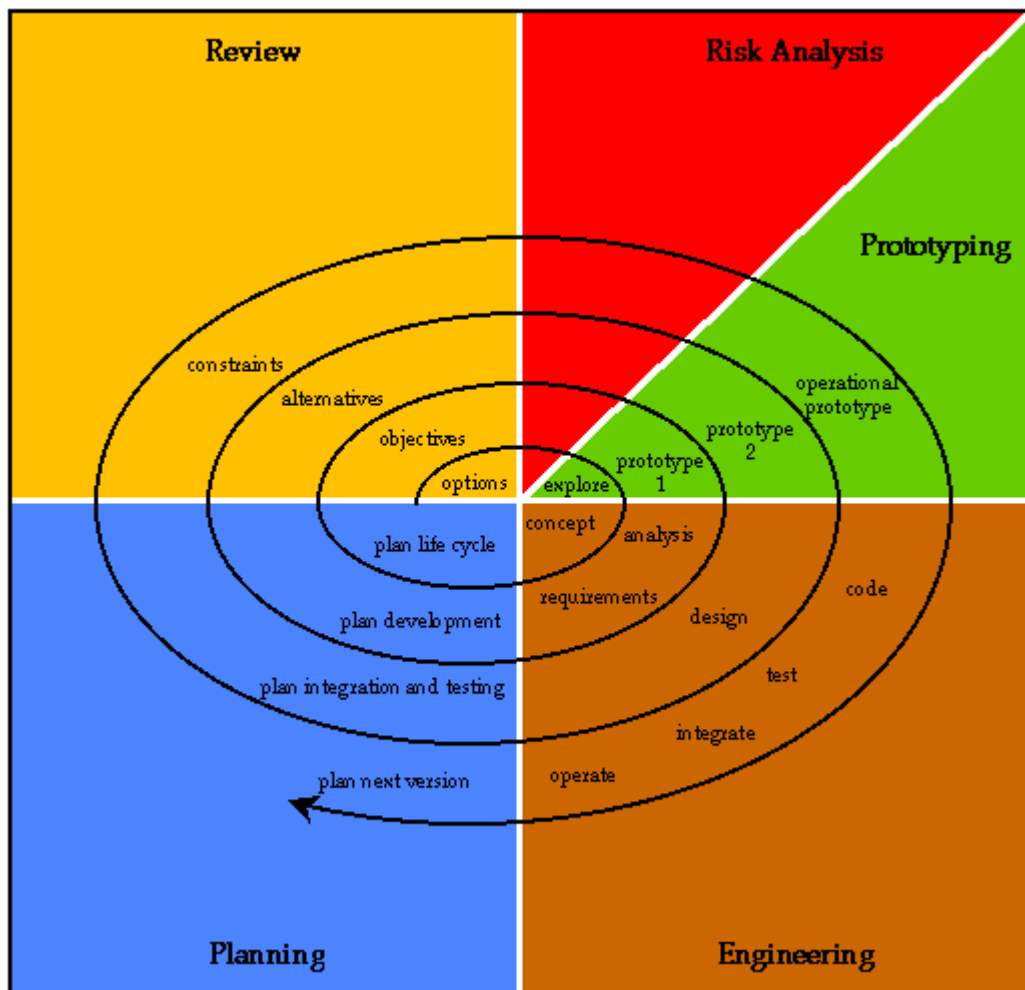 Review
Risk Analysis
Prototyping
constraints
alternatives
objectives
options
operational
prototype
prototype
2
prototype
1
explore
concept
analysis
requirements
design
code
test
integrate
operate
plan life cycle
plan development
plan integration and testing
plan next version
Planning
Engineering